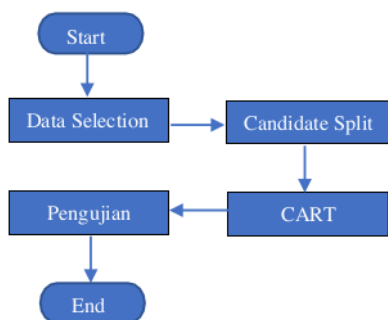 Start
Data Selection
Candidate Split
CART
Pengujian
End